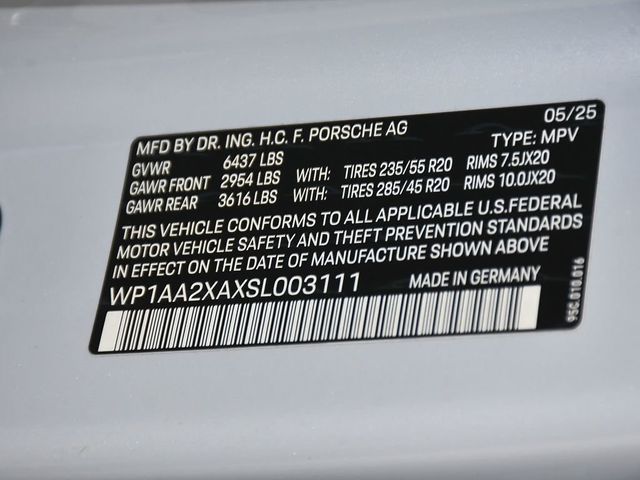 05/25
MFD BY DR. ING. H.C. F. PORSCHE AG TYPE: MPV
GVWR 6437 LBS
GAWR FRONT 2954 LBS WITH: TIRES 235/55 R20 RIMS 7.5JX20
GAWR REAR 3616 LBS WITH: TIRES 285/45 R20 RIMS 10.0JX20
THIS VEHICLE CONFORMS TO ALL APPLICABLE U.S.FEDERAL
MOTOR VEHICLE SAFETY AND THEFT PREVENTION STANDARDS
IN EFFECT ON THE DATE OF MANUFACTURE SHOWN ABOVE
WP1AA2XAXSL003111 MADE IN GERMANY
95G.010.016